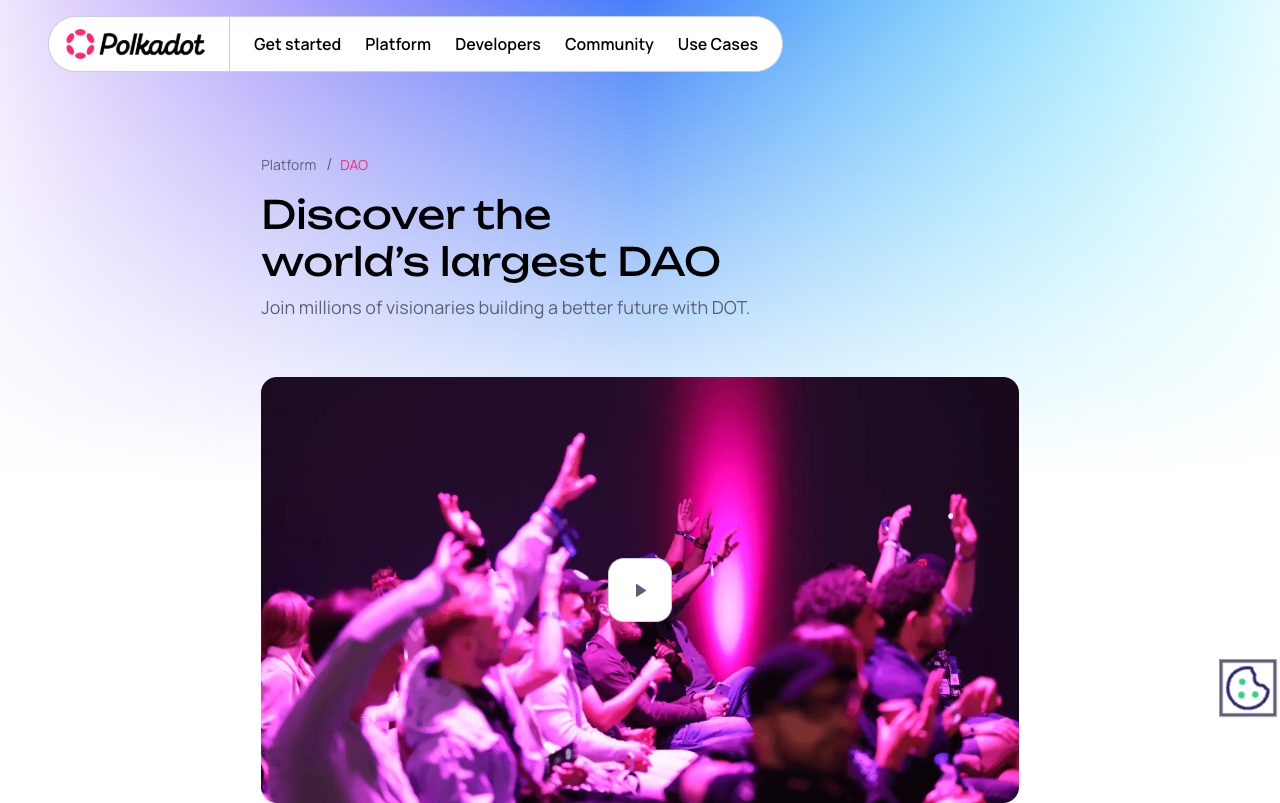 Polkadot
Get started
Platform
Developers
Community
Use Cases
Platform / DAO
Discover the
world’s largest DAO
Join millions of visionaries building a better future with DOT.